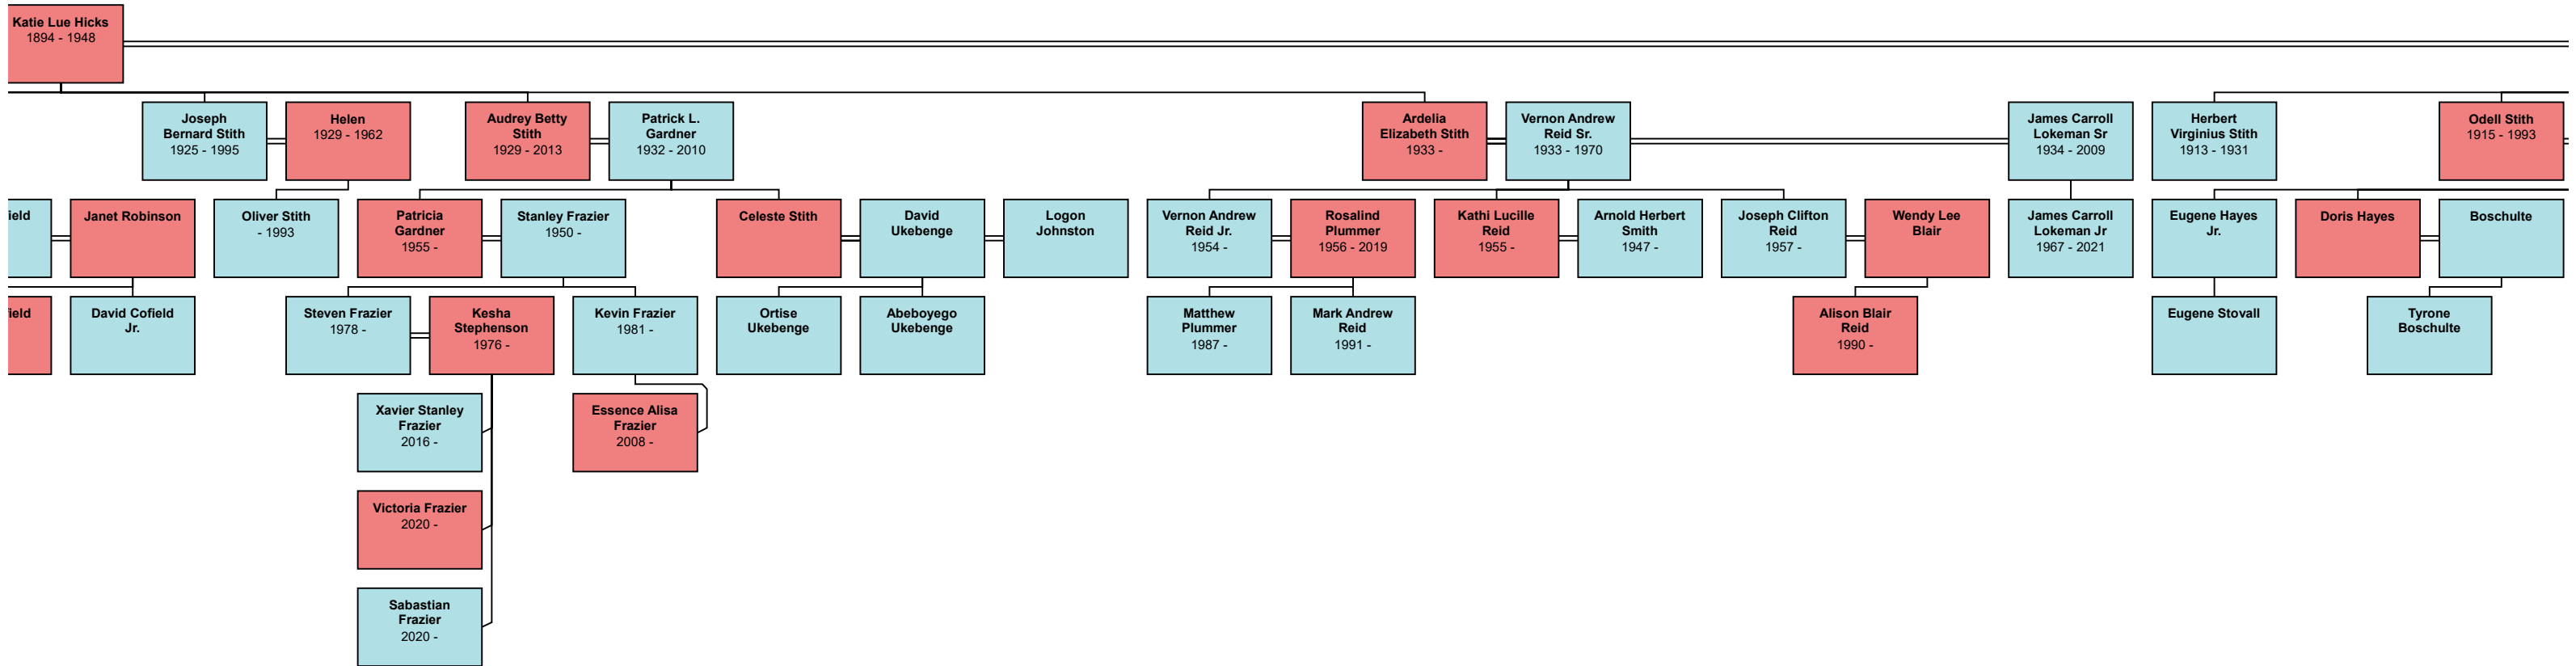 Katie Lue Hicks
1894 - 1948
Joseph
Bernard Stith
1925 - 1995
Helen
1929 - 1962
Audrey Betty
Stith
1929 - 2013
Patrick L.
Gardner
1932 - 2010
Ardelia
Elizabeth Stith
1933 -
Vernon Andrew
Reid Sr.
1933 - 1970
James Carroll
Lokeman Sr
1934 - 2009
Herbert
Virginius Stith
1913 - 1931
Odell Stith
1915 - 1993
ield
Janet Robinson
Oliver Stith
- 1993
Patricia
Gardner
1955 -
Stanley Frazier
1950 -
Celeste Stith
David
Ukebenge
Logon
Johnston
Vernon Andrew
Reid Jr.
1954 -
Rosalind
Plummer
1956 - 2019
Kathi Lucille
Reid
1955 -
Arnold Herbert
Smith
1947 -
Joseph Clifton
Reid
1957 -
Wendy Lee
Blair
James Carroll
Lokeman Jr
1967 - 2021
Eugene Hayes
Jr.
Doris Hayes
Boschulte
ield
David Cofield
Jr.
Steven Frazier
1978 -
Kesha
Stephenson
1976 -
Kevin Frazier
1981 -
Ortise
Ukebenge
Abeboyego
Ukebenge
Matthew
Plummer
1987 -
Mark Andrew
Reid
1991 -
Alison Blair
Reid
1990 -
Eugene Stovall
Tyrone
Boschulte
Xavier Stanley
Frazier
2016 -
Essence Alisa
Frazier
2008 -
Victoria Frazier
2020 -
Sabastian
Frazier
2020 -